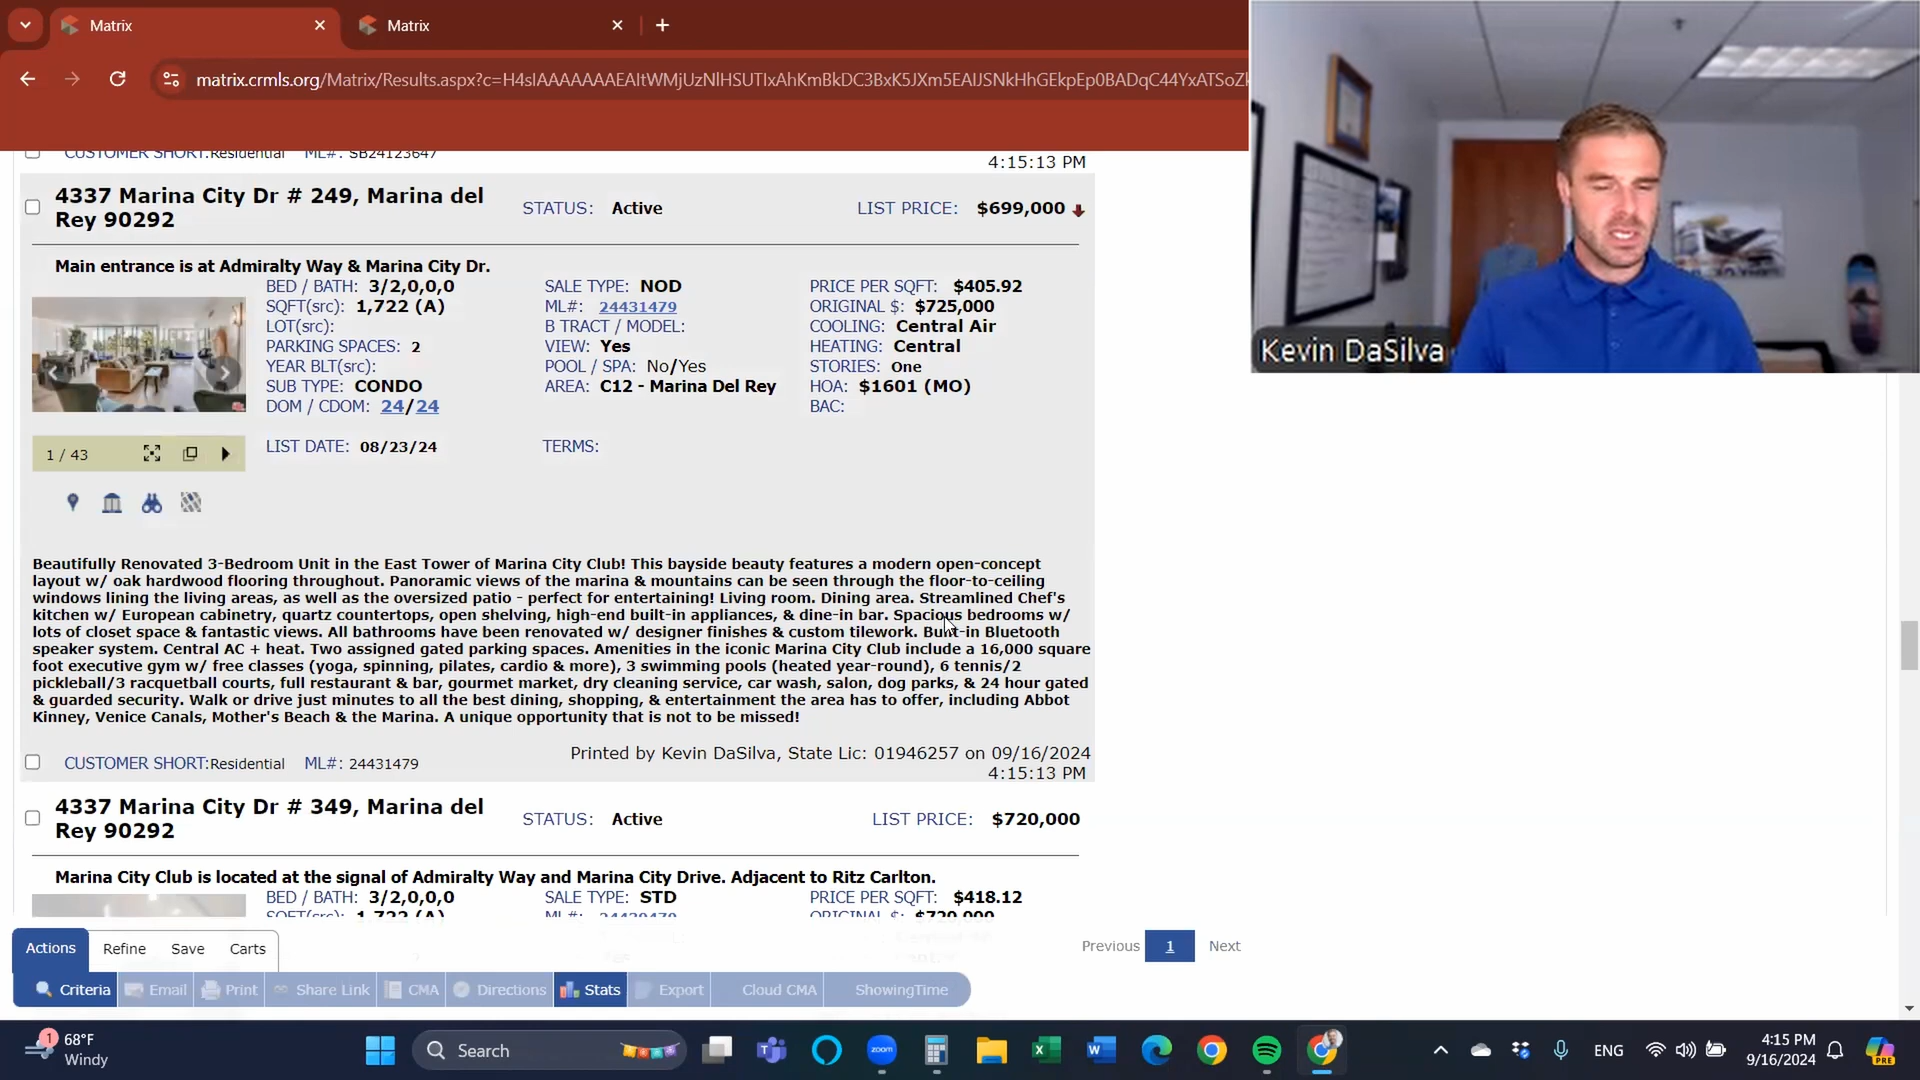 Matrix
Matrix
matrix.crmls.org/Matrix/Results.aspx?c=
CUSTOMER SHORT:Residential ML#: SB24123647
4:15:13 PM
4337 Marina City Dr # 249, Marina del
Rey 90292
STATUS: Active
LIST PRICE: $699,000
Main entrance is at Admiralty Way & Marina City Dr.
BED / BATH: 3/2,0,0,0 SALE TYPE: NOD PRICE PER SQFT: $405.92
SQFT(src): 1,722 (A) ML#: 24431479 ORIGINAL $: $725,000
LOT(src): B TRACT / MODEL: COOLING: Central Air
PARKING SPACES: 2 VIEW: Yes HEATING: Central
YEAR BLT(src): POOL / SPA: No/Yes STORIES: One
SUB TYPE: CONDO AREA: C12 - Marina Del Rey HOA: $1601 (MO)
DOM / CDOM: 24/24 BAC:
LIST DATE: 08/23/24 TERMS:
1 / 43
Beautifully Renovated 3-Bedroom Unit in the East Tower of Marina City Club! This bayside beauty features a modern open-concept
layout w/ oak hardwood flooring throughout. Panoramic views of the marina & mountains can be seen through the floor-to-ceiling
windows lining the living areas, as well as the oversized patio - perfect for entertaining! Living room. Dining area. Streamlined Chef's
kitchen w/ European cabinetry, quartz countertops, open shelving, high-end built-in appliances, & dine-in bar. Spacious bedrooms w/
lots of closet space & fantastic views. All bathrooms have been renovated w/ designer finishes & custom tilework. Built-in Bluetooth
speaker system. Central AC + heat. Two assigned gated parking spaces. Amenities in the iconic Marina City Club include a 16,000 square
foot executive gym w/ free classes (yoga, spinning, pilates, cardio & more), 3 swimming pools (heated year-round), 6 tennis/2
pickleball/3 racquetball courts, full restaurant & bar, gourmet market, dry cleaning service, car wash, salon, dog parks, & 24 hour gated
& guarded security. Walk or drive just minutes to all the best dining, shopping, & entertainment the area has to offer, including Abbot
Kinney, Venice Canals, Mother's Beach & the Marina. A unique opportunity that is not to be missed!
CUSTOMER SHORT:Residential ML#: 24431479
Printed by Kevin DaSilva, State Lic: 01946257 on 09/16/2024
4:15:13 PM
4337 Marina City Dr # 349, Marina del
Rey 90292
STATUS: Active
LIST PRICE: $720,000
Marina City Club is located at the signal of Admiralty Way and Marina City Drive. Adjacent to Ritz Carlton.
BED / BATH: 3/2,0,0,0 SALE TYPE: STD PRICE PER SQFT: $418.12
SQFT(src): 1,722 (A) ML#: 24429479 ORIGINAL $: $720,000
Actions Refine Save Carts
Previous 1 Next
Criteria Email Print Share Link CMA Directions Stats Export Cloud CMA ShowingTime
Kevin DaSilva
1
68°F
Windy
Search
zoom
ENG
4:15 PM
9/16/2024
PRE